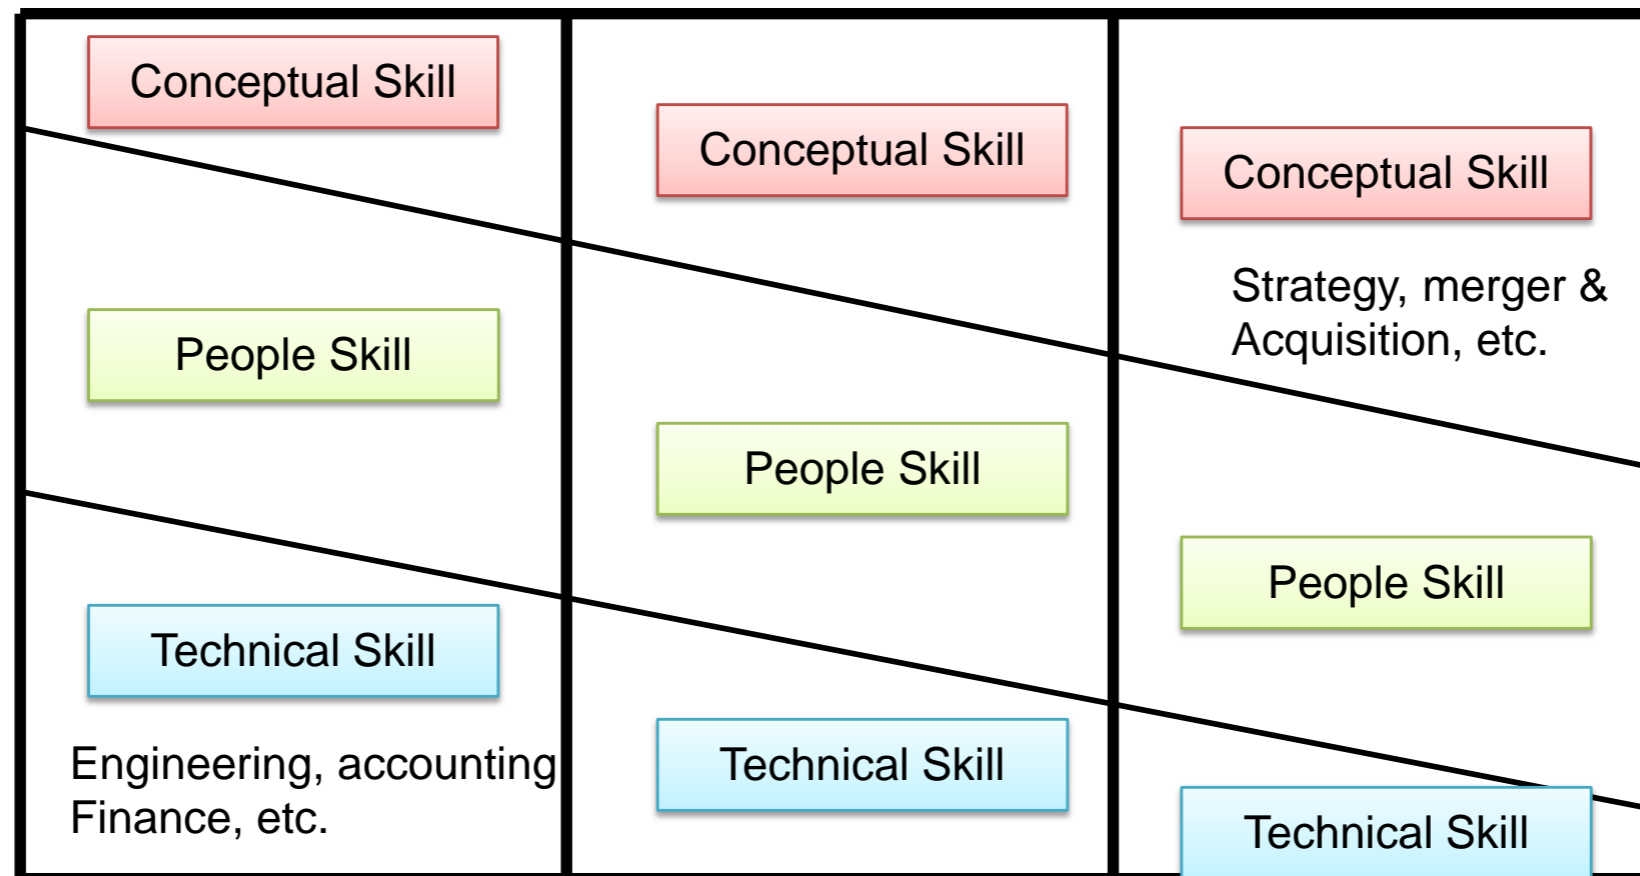 Conceptual Skill
People Skill
Technical Skill
Engineering, accounting
Finance, etc.
Conceptual Skill
People Skill
Technical Skill
Conceptual Skill
Strategy, merger &
Acquisition, etc.
People Skill
Technical Skill